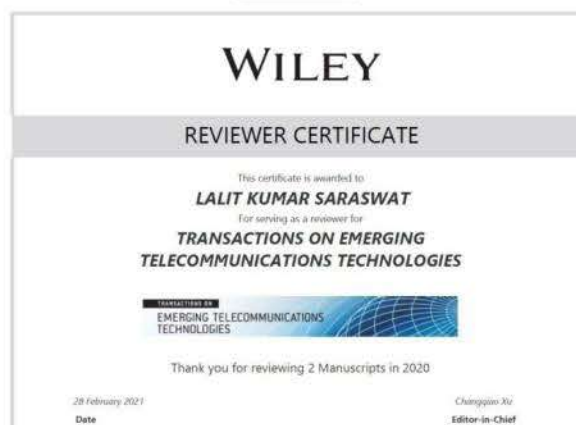 WILEY
REVIEWER CERTIFICATE
This certificate is awarded to
LALIT KUMAR SARASWAT
For serving as a reviewer for
TRANSACTIONS ON EMERGING
TELECOMMUNICATIONS TECHNOLOGIES
TRANSACTIONS ON
EMERGING TELECOMMUNICATIONS
TECHNOLOGIES
Thank you for reviewing 2 Manuscripts in 2020
28 February 2021
Changqiao Xu
Date
Editor-in-Chief